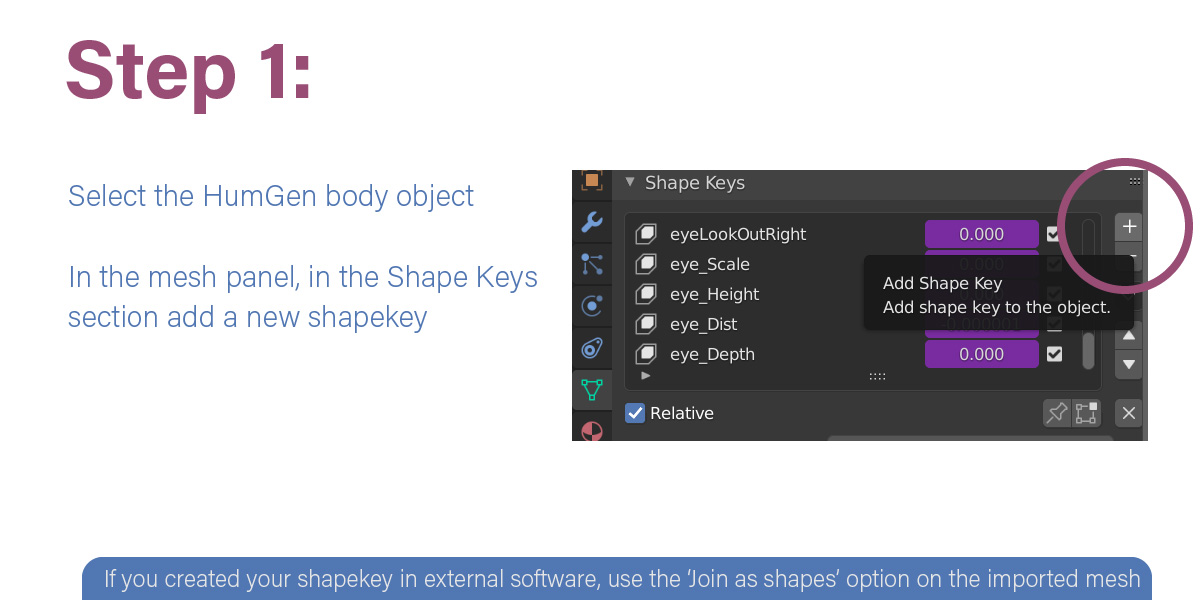 Step 1:
Select the HumGen body object
In the mesh panel, in the Shape Keys
section add a new shapekey
Shape Keys
eyeLookOutRight 0.000
eye_Scale
eye_Height
eye_Dist
eye_Depth 0.000
Add Shape Key
Add shape key to the object.
Relative
If you created your shapekey in external software, use the ‘Join as shapes’ option on the imported mesh